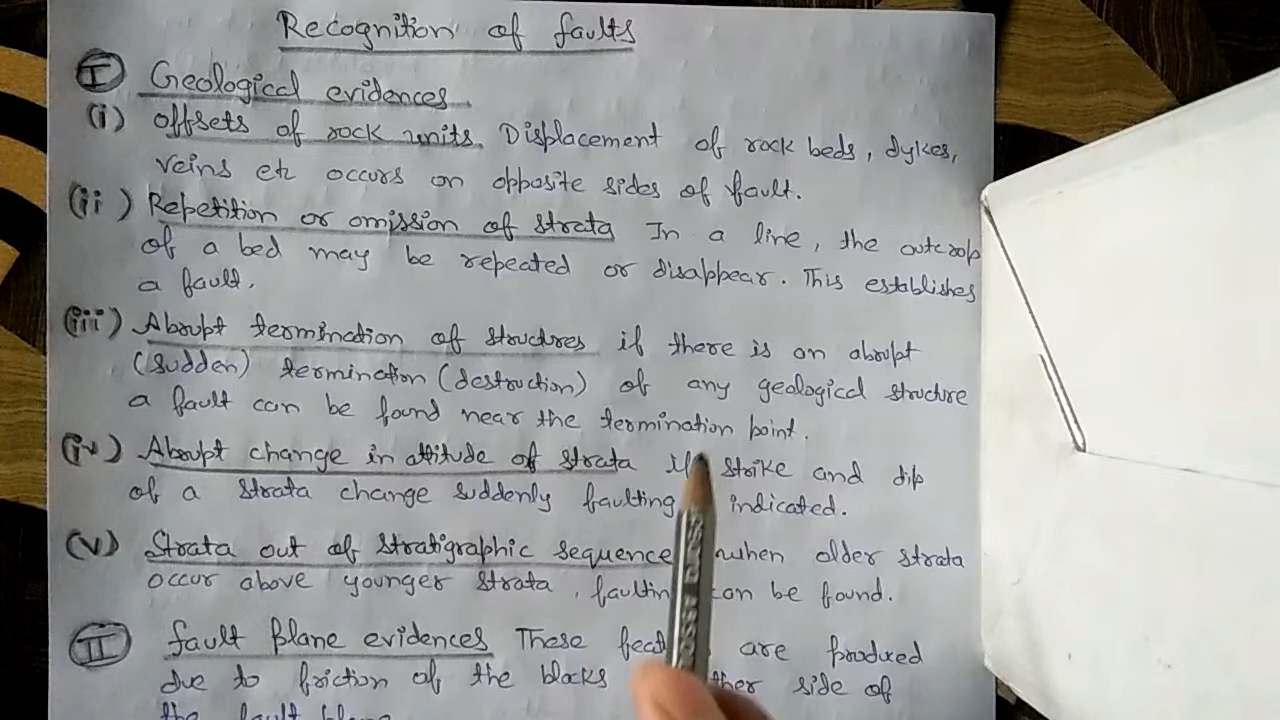 Recognition of faults
I Geological evidences
(i) offsets of rock units. Displacement of rock beds, dykes,
veins etc occurs on opposite sides of fault.
(ii) Repetition or omission of strata In a line, the outcrop
of a bed may be repeated or disappear. This establishes
a fault.
(iii) Abrupt termination of structures if there is an abrupt
(sudden) termination (destruction) of any geological structure
a fault can be found near the termination point.
(iv) Abrupt change in attitude of strata if strike and dip
of a strata change suddenly faulting indicated.
(v) Strata out of stratigraphic sequence when older strata
occur above younger strata, faultin can be found.
II fault plane evidences These feat are produced
due to friction of the blocks ther side of
the fault plane